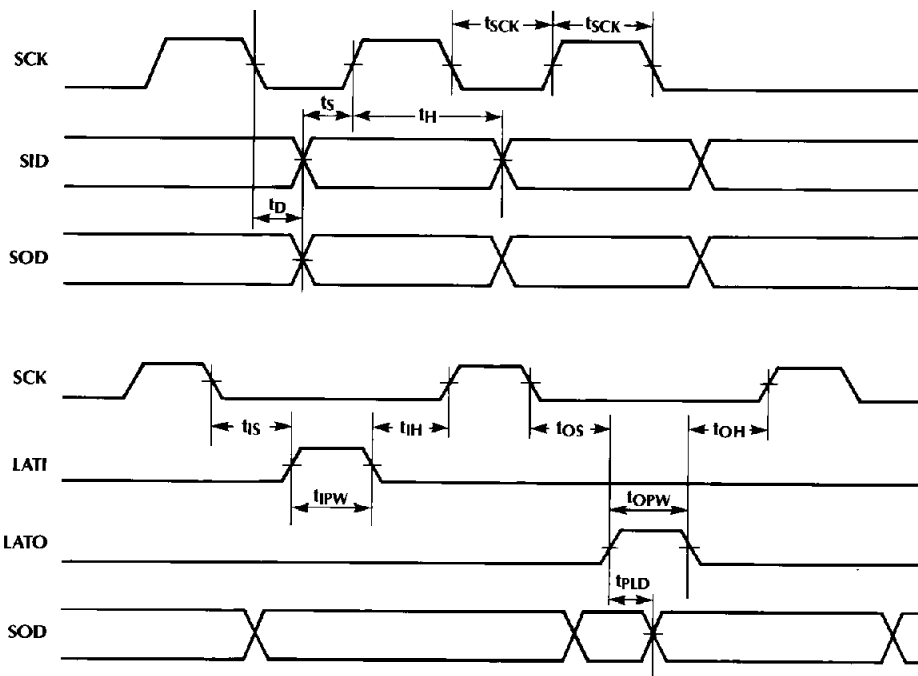 tSCK tSCK
SCK
tS tH
SID
tD
SOD
SCK
tIS tIH tOS tOH
LATI
tIPW tOPW
LATO
tPLD
SOD